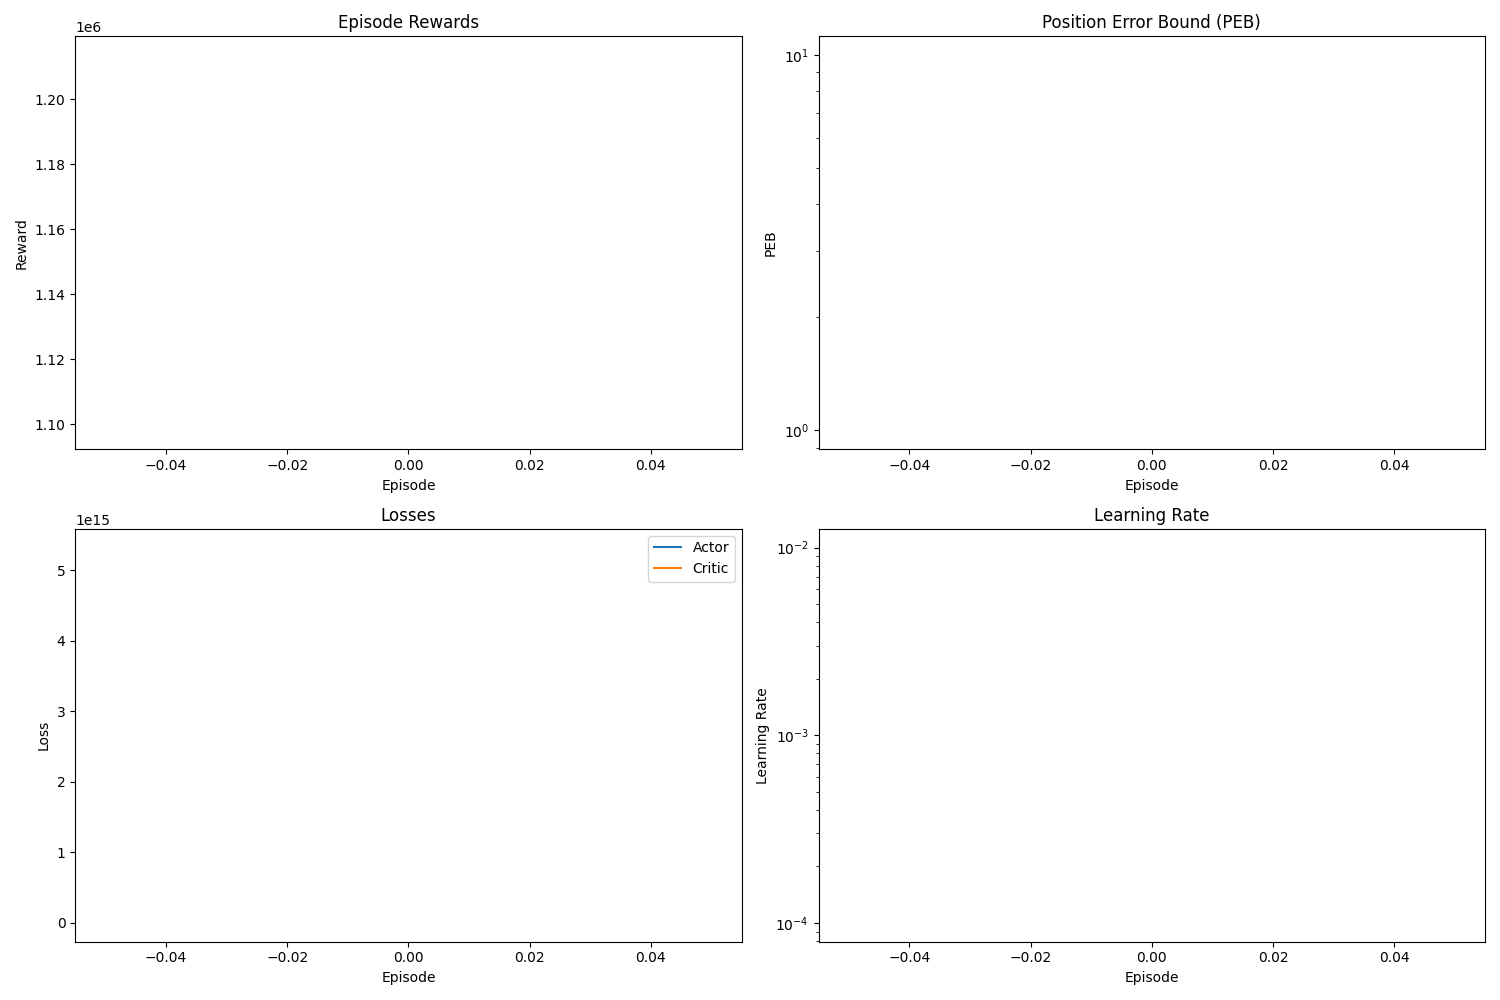 Episode Rewards
1e6
1.20
1.18
1.16
1.14
1.12
1.10
Reward
−0.04 −0.02 0.00 0.02 0.04
Episode
Position Error Bound (PEB)
10¹
10⁰
PEB
−0.04 −0.02 0.00 0.02 0.04
Episode
Losses
1e15
Actor
Critic
5
4
3
2
1
0
Loss
−0.04 −0.02 0.00 0.02 0.04
Episode
Learning Rate
10⁻²
10⁻³
10⁻⁴
Learning Rate
−0.04 −0.02 0.00 0.02 0.04
Episode